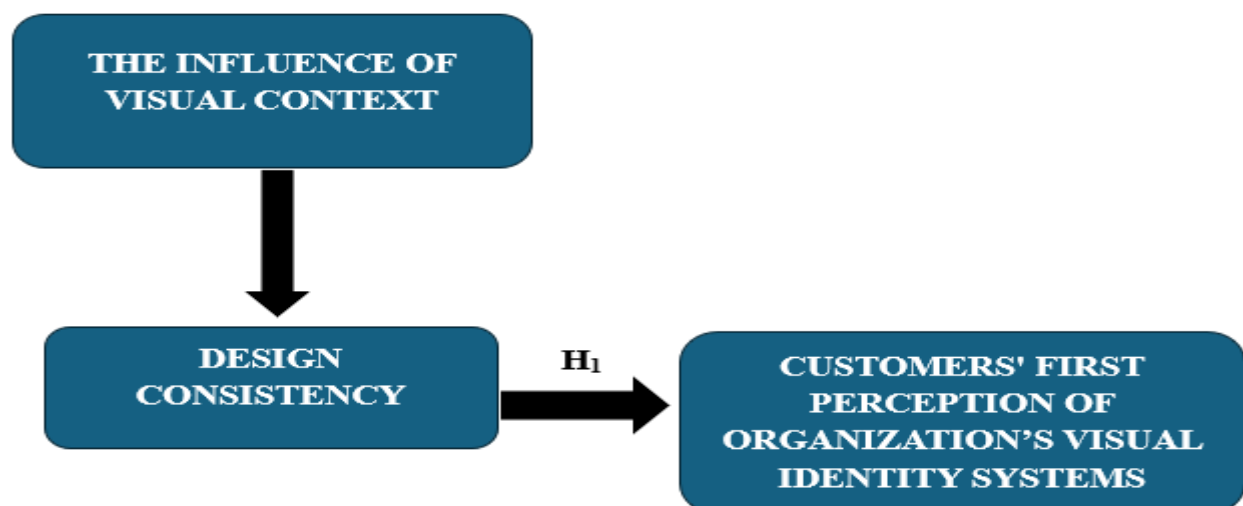 THE INFLUENCE OF
VISUAL CONTEXT
DESIGN
CONSISTENCY
H₁
CUSTOMERS' FIRST
PERCEPTION OF
ORGANIZATION’S VISUAL
IDENTITY SYSTEMS